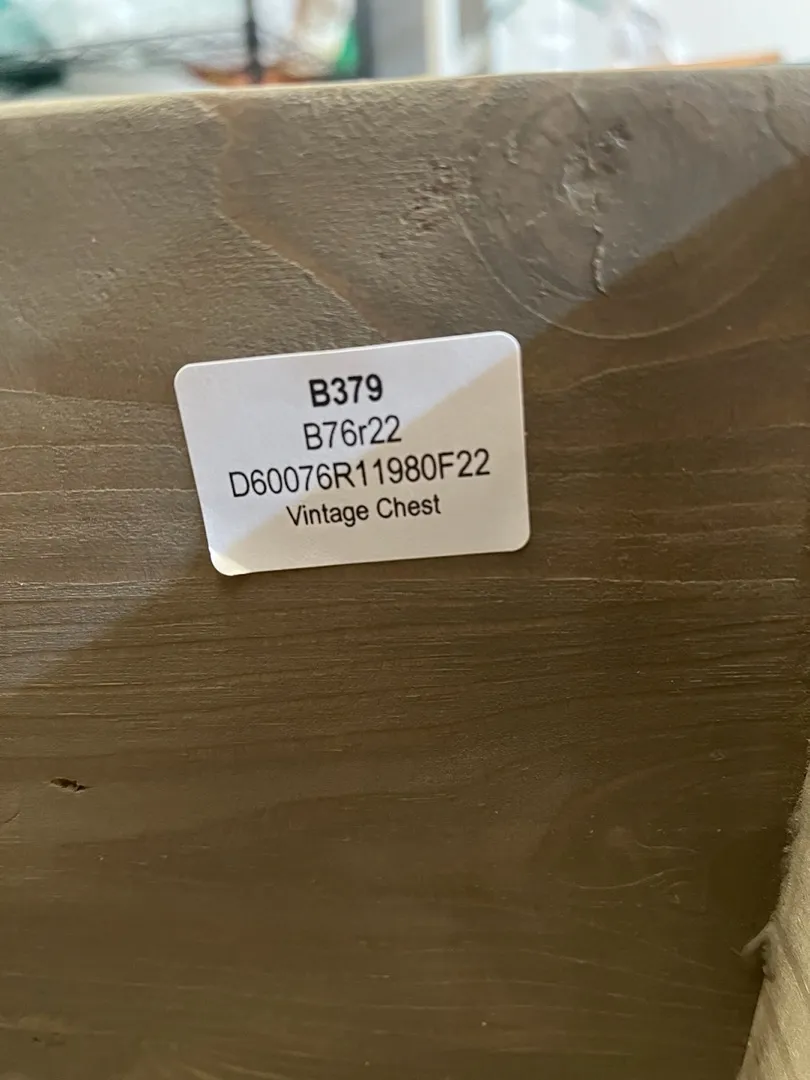 B379
B76r22
D60076R11980F22
Vintage Chest